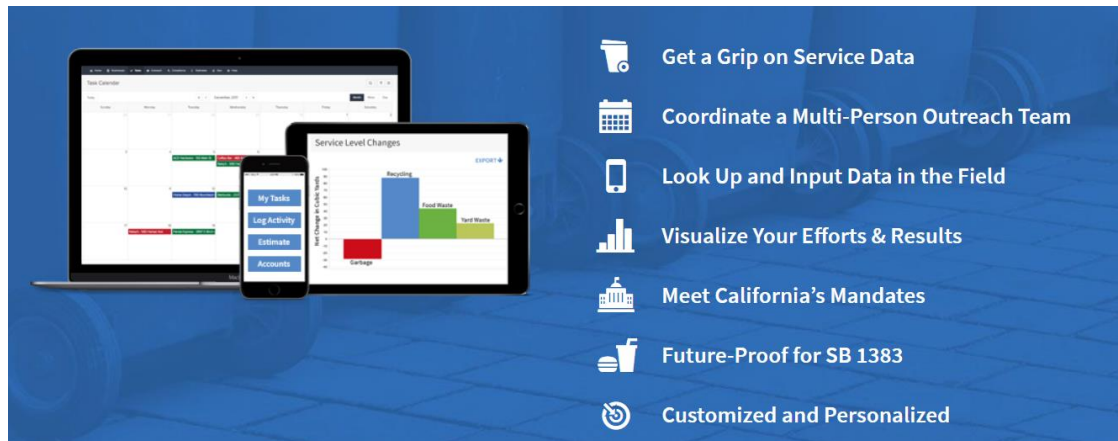 Task Calendar
Service Level Changes
EXPORT
Net Change in Cubic Yards
Recycling
Food Waste
Yard Waste
Garbage
My Tasks
Log Activity
Estimate
Accounts
Get a Grip on Service Data
Coordinate a Multi-Person Outreach Team
Look Up and Input Data in the Field
Visualize Your Efforts & Results
Meet California's Mandates
Future-Proof for SB 1383
Customized and Personalized